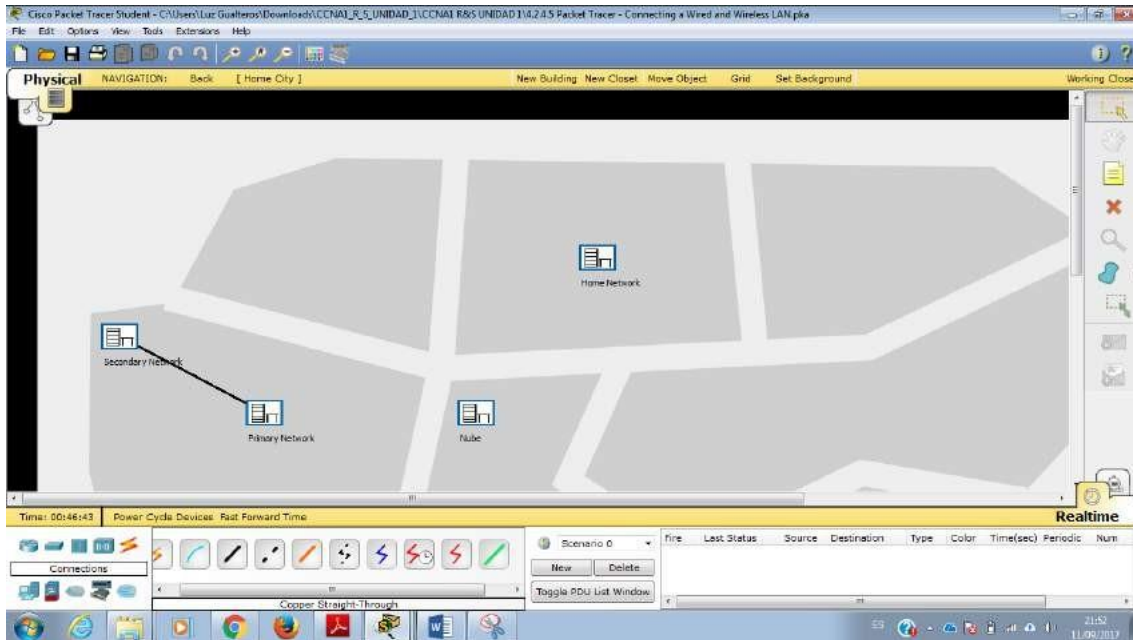 Cisco Packet Tracer Student - C:\Users\Luz Gualteros\Downloads\CCNA1_R_S_UNIDAD_1\CCNA1 R&S UNIDAD 1\4.2.4.5 Packet Tracer - Connecting a Wired and Wireless LAN.pka
File Edit Options View Tools Extensions Help
Physical NAVIGATION: Back [ Home City ] New Building New Closet Move Object Grid Set Background Working Close
Home Network
Secondary Network
Primary Network
Nube
Time: 00:46:43 Power Cycle Devices Fast Forward Time Realtime
Scenario 0 Fire Last Status Source Destination Type Color Time(sec) Periodic Num
Connections
New Delete
Toggle PDU List Window
Copper Straight-Through
ES 21:52
11/09/2017